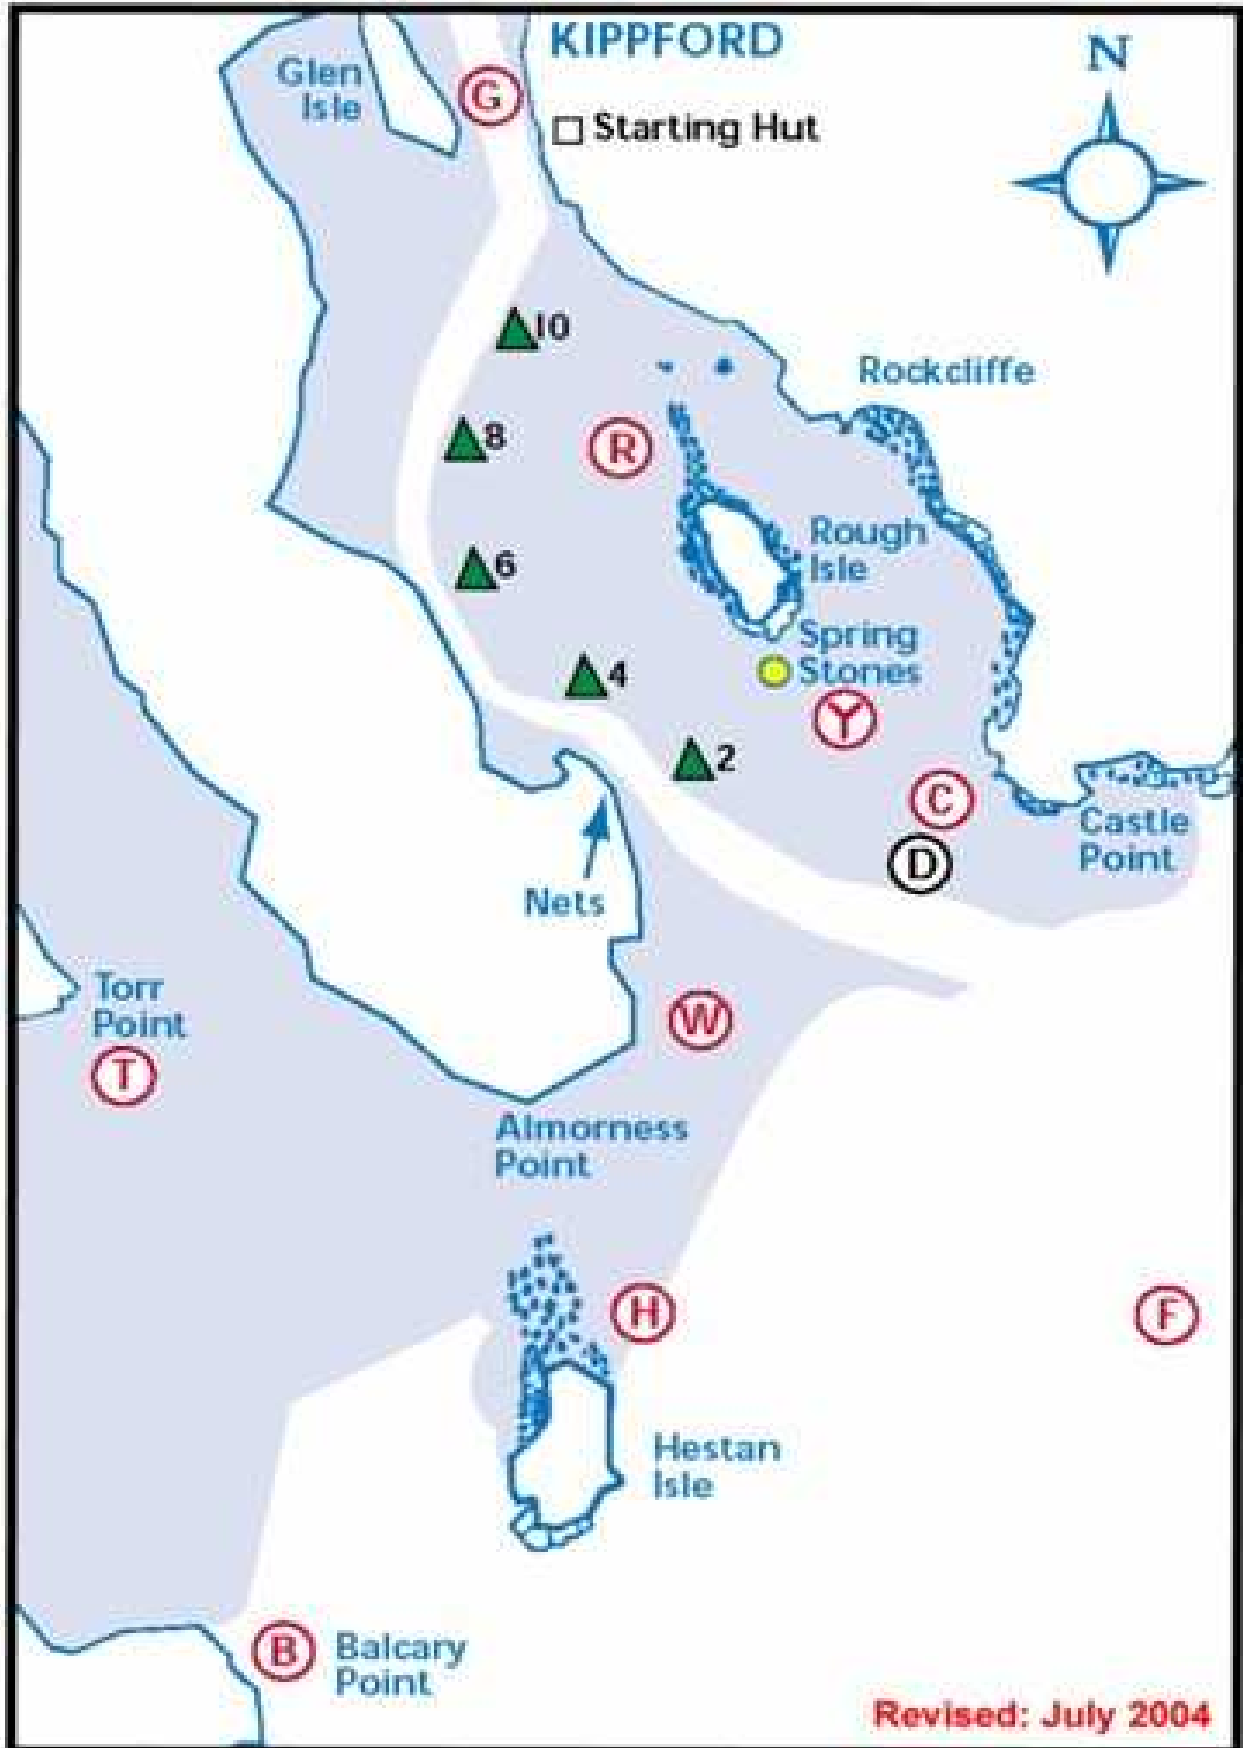 KIPPFORD
N
Glen
Isle
G
Starting Hut
10
Rockcliffe
8
R
Rough
Isle
6
Spring
Stones
4
Y
2
C
Castle
Point
D
Nets
Torr
Point
W
T
Almorness
Point
H
F
Hestan
Isle
B
Balcary
Point
Revised: July 2004